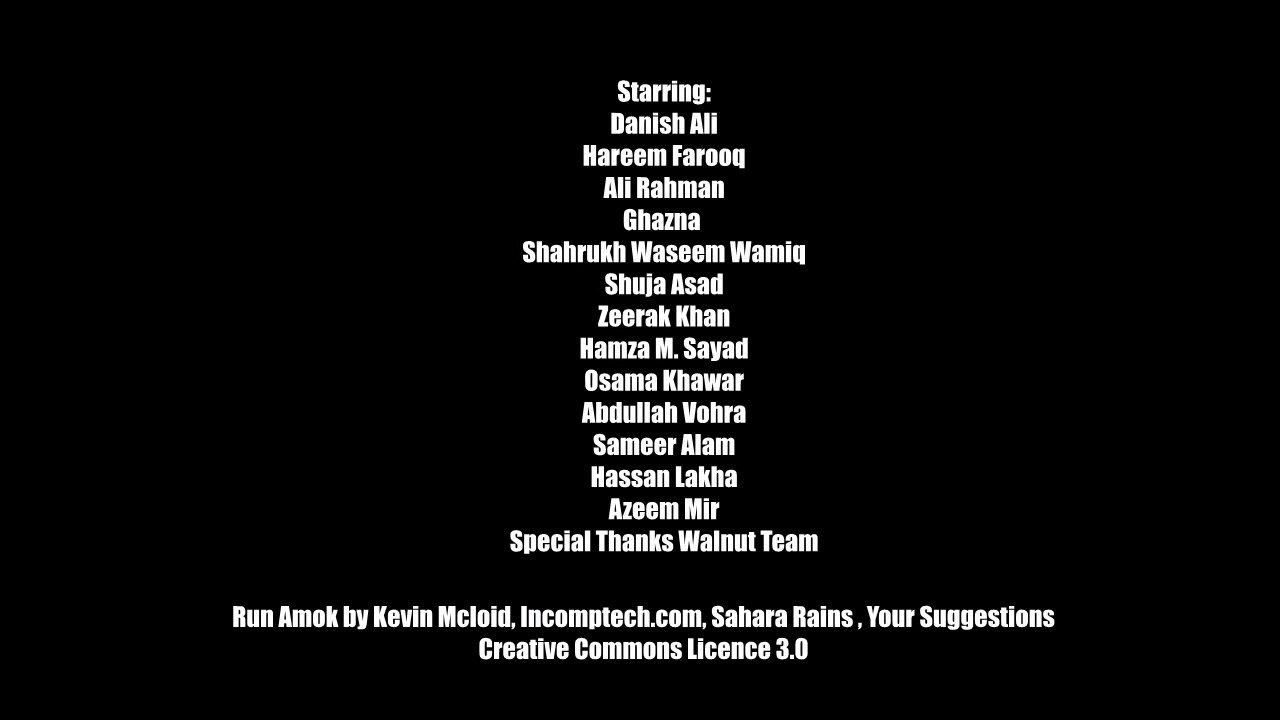 Starring:
Danish Ali
Hareem Farooq
Ali Rahman
Ghazna
Shahrukh Waseem Wamiq
Shuja Asad
Zeerak Khan
Hamza M. Sayad
Osama Khawar
Abdullah Vohra
Sameer Alam
Hassan Lakha
Azeem Mir
Special Thanks Walnut Team
Run Amok by Kevin Mcloid, Incomptech.com, Sahara Rains , Your Suggestions
Creative Commons Licence 3.0